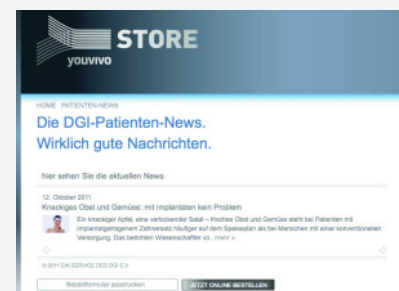 STORE
youvivo
HOME PATIENTEN-NEWS
Die DGI-Patienten-News.
Wirklich gute Nachrichten.
hier sehen Sie die aktuellen News
12. Oktober 2011
Knackiges Obst und Gemüse: mit Implantaten kein Problem
Ein knackiger Apfel, eine verlockender Salat – frisches Obst und Gemüse steht bei Patienten mit
implantatgetragenem Zahnersatz häufiger auf dem Speiseplan als bei Menschen mit einer konventionellen
Versorgung. Das berichten Wissenschaftler vo. mehr »
© 2011 EIN SERVICE DES DGI E.V.
Bestellformular ausdrucken
JETZT ONLINE BESTELLEN